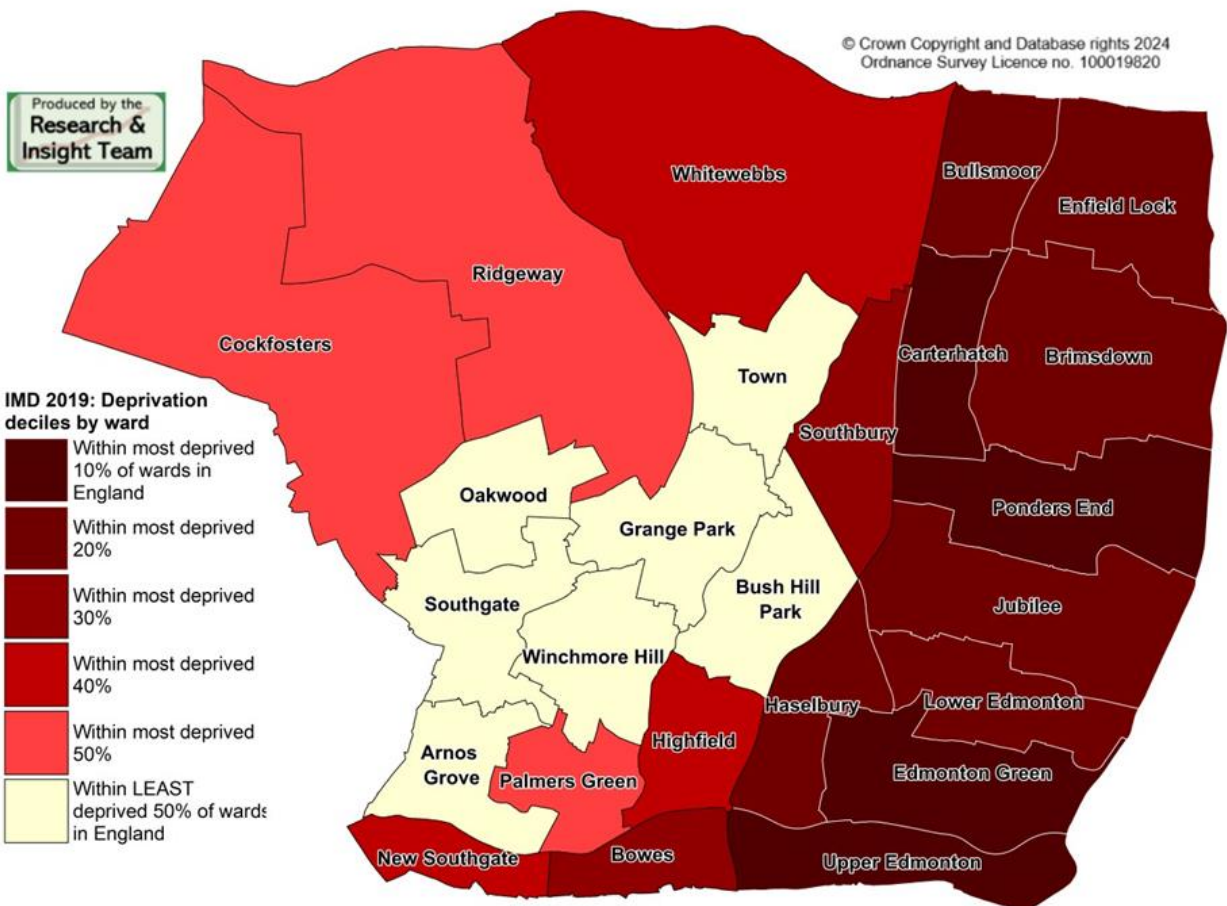 © Crown Copyright and Database rights 2024
Ordnance Survey Licence no. 100019820
Produced by the
Research &
Insight Team
Whitewebbs
Bullsmoor
Enfield Lock
Ridgeway
Cockfosters
Carterhatch
Brimsdown
Town
Southbury
Oakwood
Grange Park
Ponders End
Bush Hill
Park
Southgate
Jubilee
Winchmore Hill
Haselbury
Lower Edmonton
Highfield
Arnos
Grove
Palmers Green
Edmonton Green
New Southgate
Bowes
Upper Edmonton
IMD 2019: Deprivation
deciles by ward
Within most deprived
10% of wards in
England
Within most deprived
20%
Within most deprived
30%
Within most deprived
40%
Within most deprived
50%
Within LEAST
deprived 50% of wards
in England